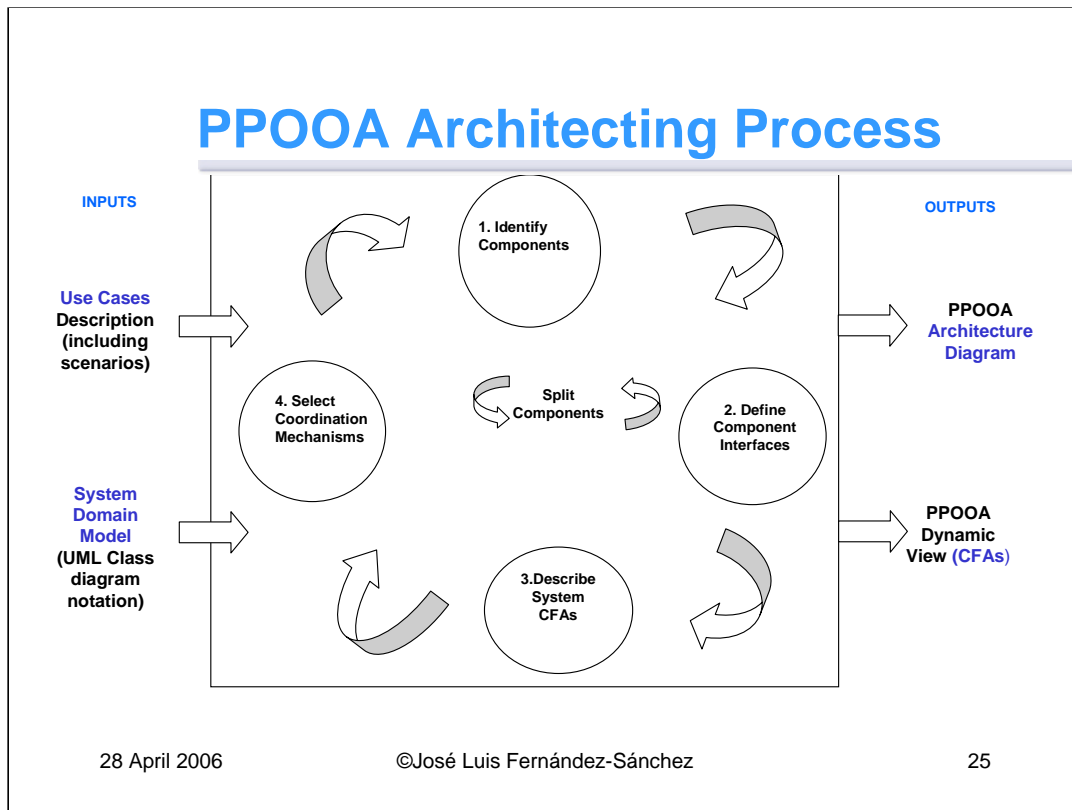 PPOOA Architecting Process
INPUTS
OUTPUTS
Use Cases
Description
(including
scenarios)
System
Domain
Model
(UML Class
diagram
notation)
1. Identify
Components
2. Define
Component
Interfaces
3.Describe
System
CFAs
4. Select
Coordination
Mechanisms
Split
Components
PPOOA
Architecture
Diagram
PPOOA
Dynamic
View (CFAs)
28 April 2006
©José Luis Fernández-Sánchez
25